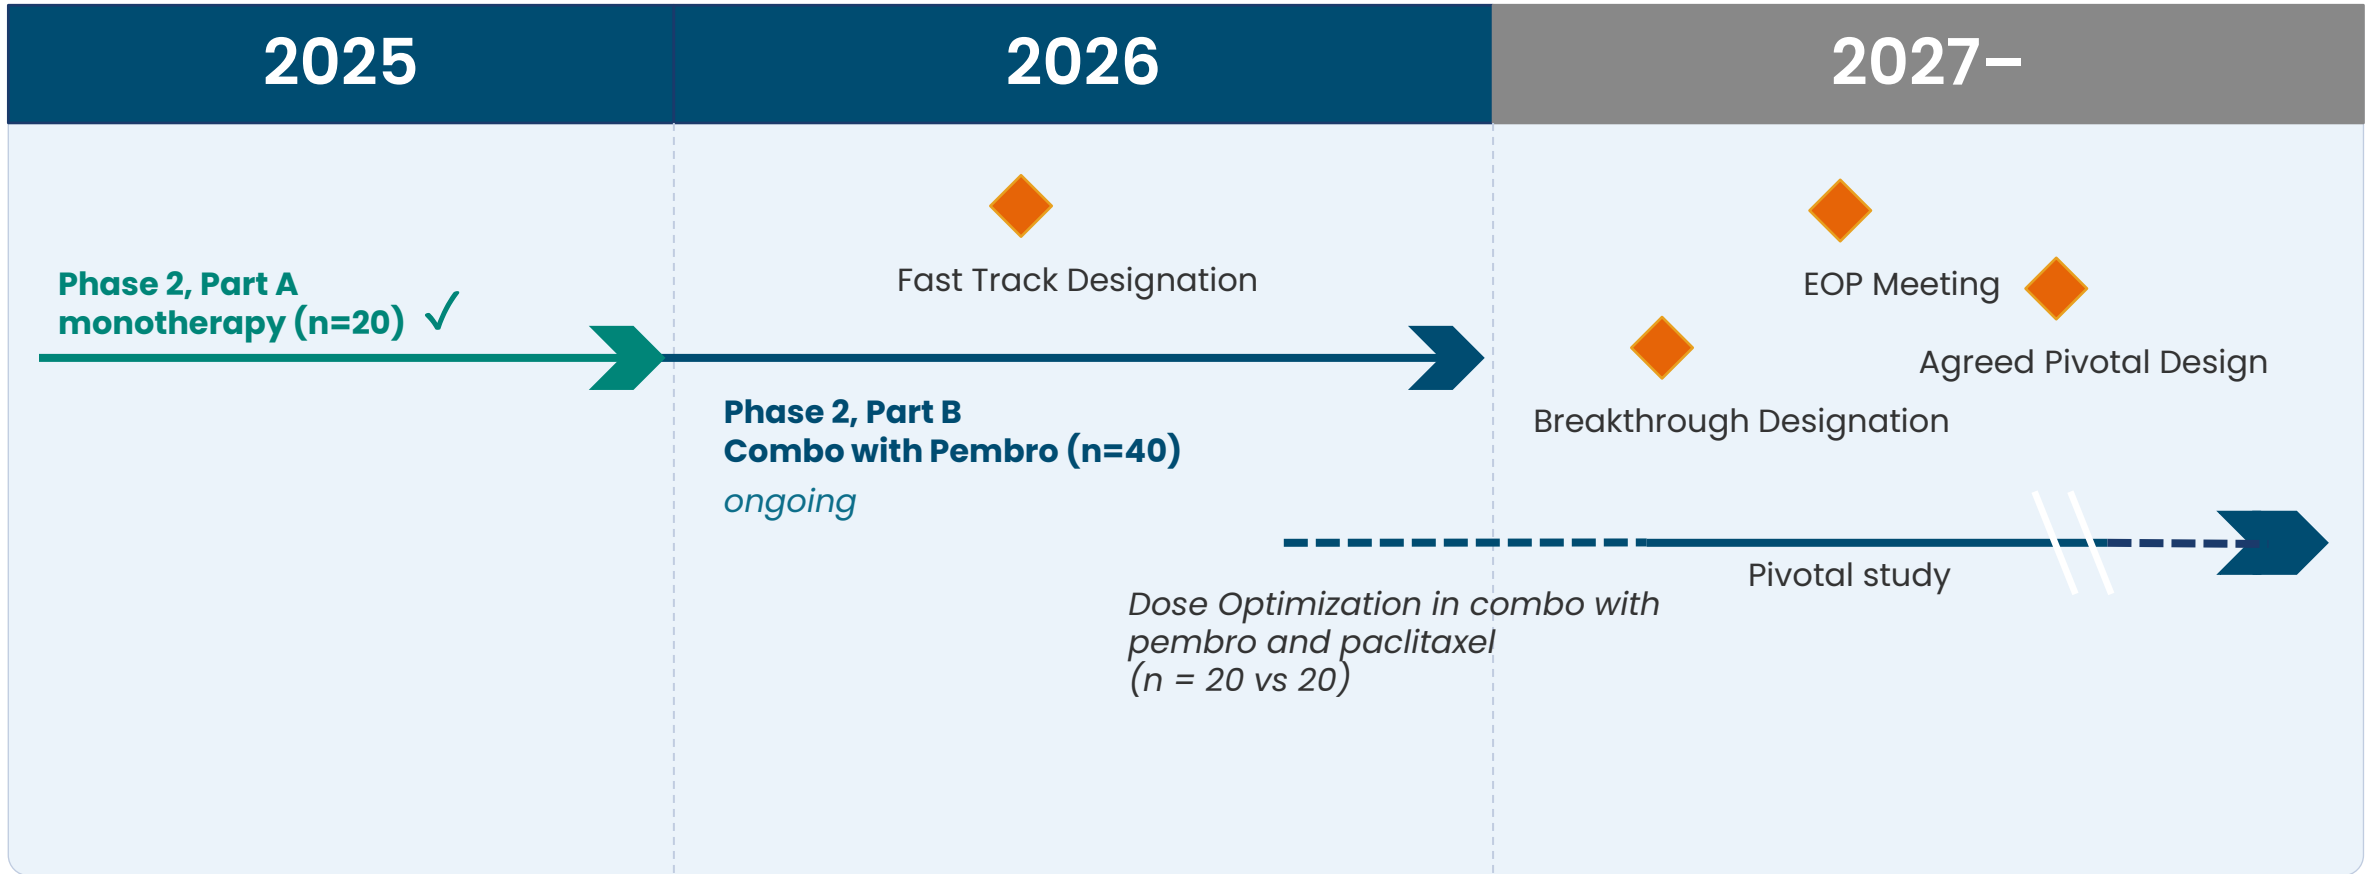 2025
2026
2027–
Phase 2, Part A
monotherapy (n=20) ✓
Fast Track Designation
Phase 2, Part B
Combo with Pembro (n=40)
ongoing
EOP Meeting
Agreed Pivotal Design
Breakthrough Designation
Pivotal study
Dose Optimization in combo with
pembro and paclitaxel
(n = 20 vs 20)